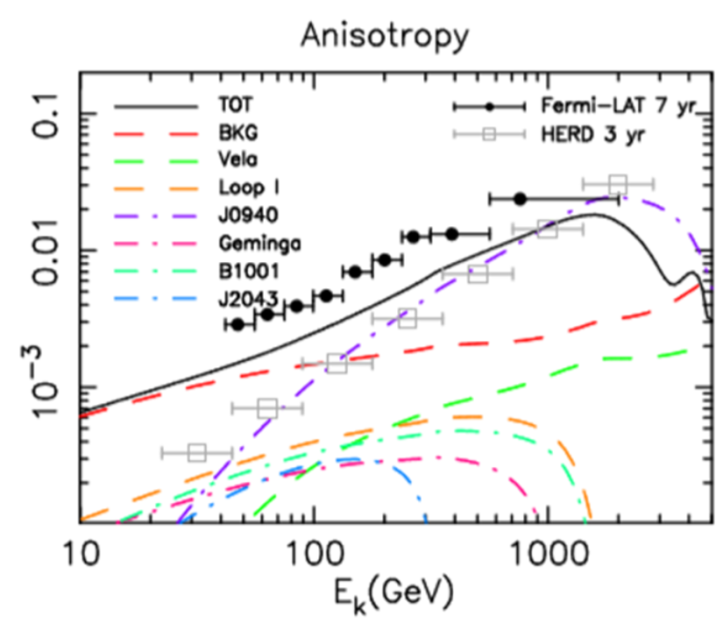 Anisotropy
TOT
BKG
Vela
Loop I
J0940
Geminga
B1001
J2043
Fermi-LAT 7 yr
HERD 3 yr
0.1
0.01
10⁻³
10 100 1000
Eₖ(GeV)